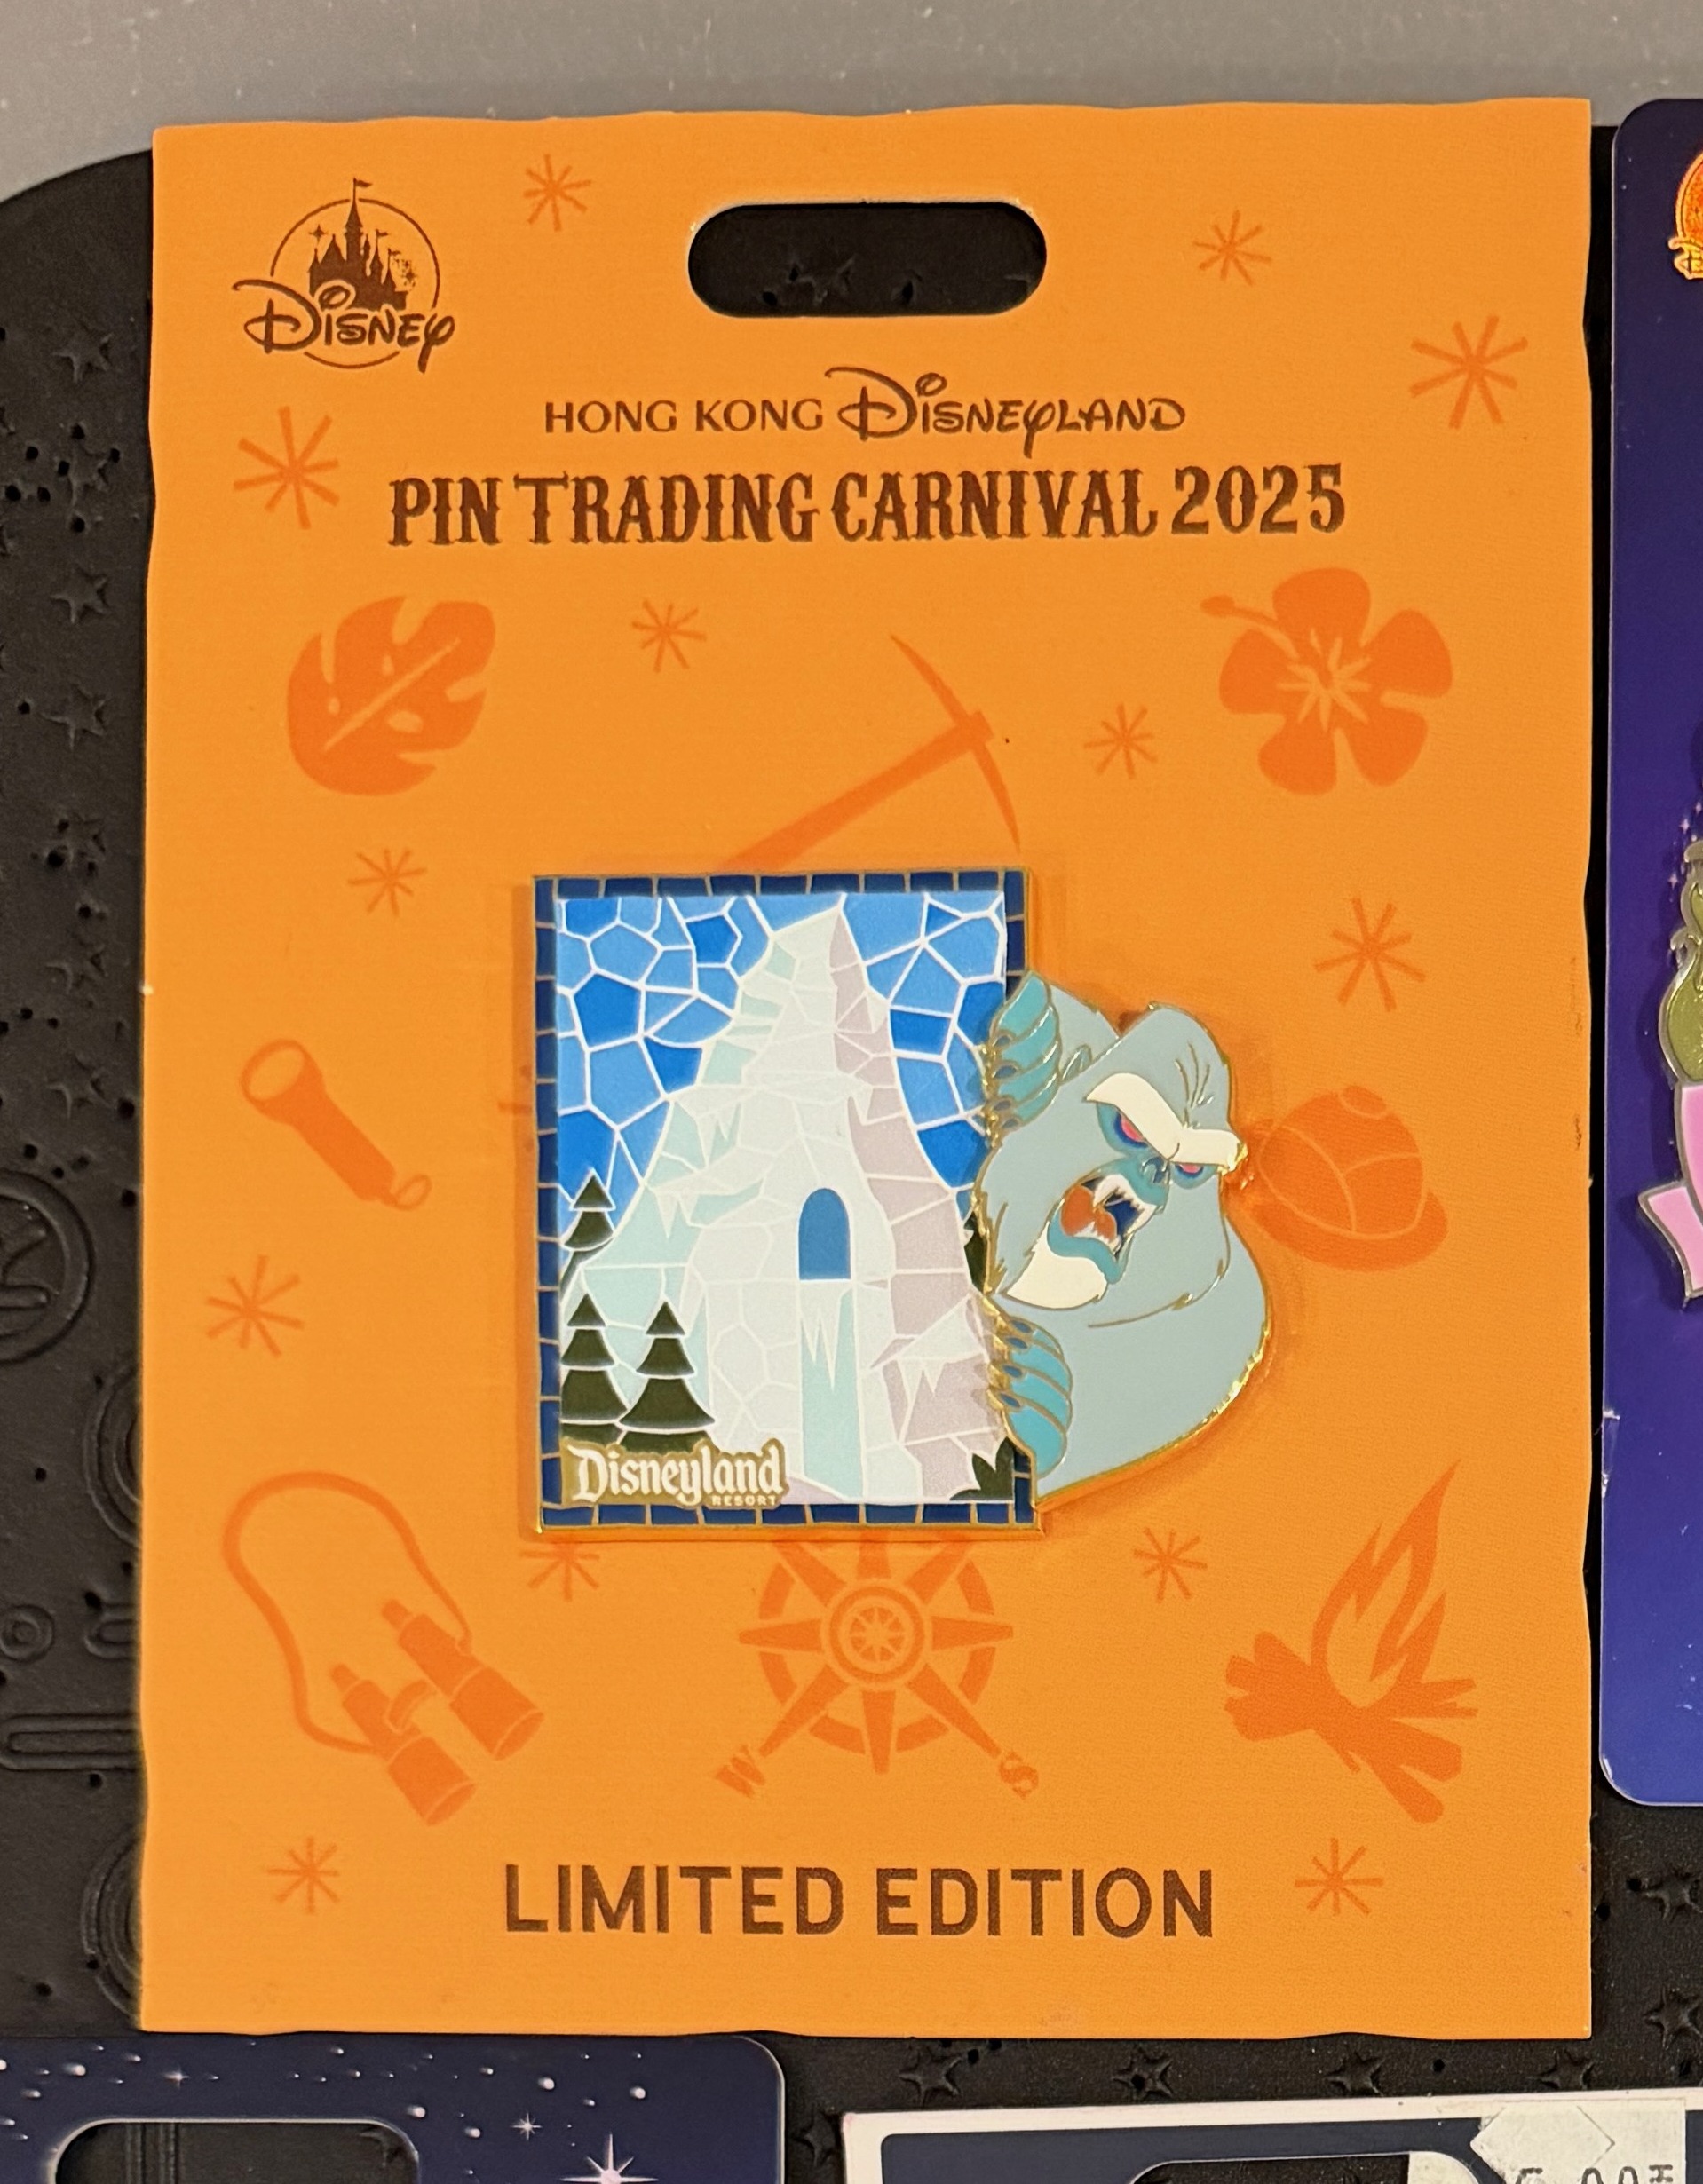 Disney
HONG KONG Disneyland
PIN TRADING CARNIVAL 2025
Disneyland
RESORT
W
S
LIMITED EDITION